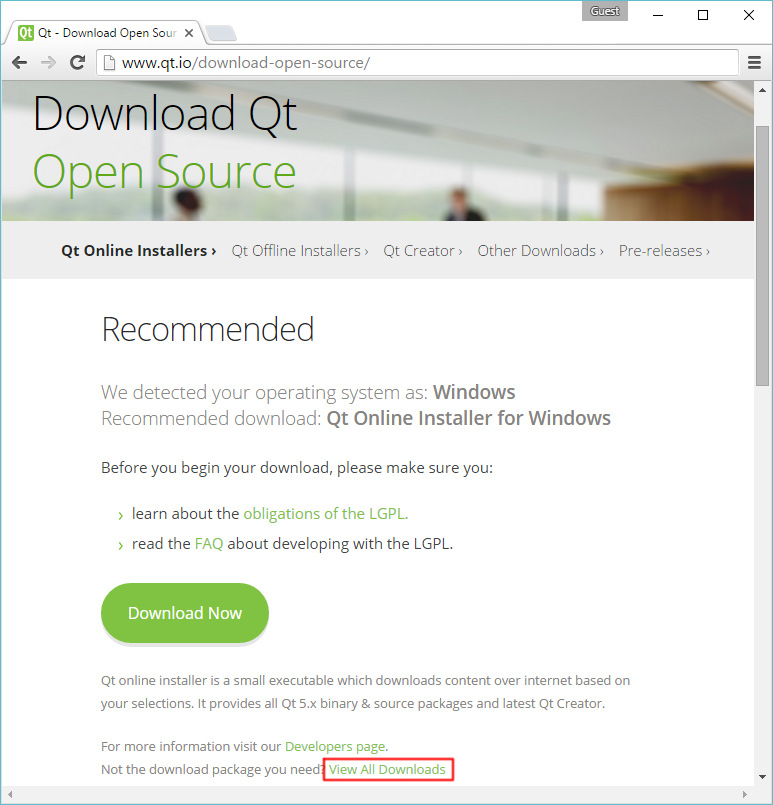 Guest
Qt Qt - Download Open Sour
www.qt.io/download-open-source/
Download Qt
Open Source
Qt Online Installers › Qt Offline Installers › Qt Creator › Other Downloads › Pre-releases ›
Recommended
We detected your operating system as: Windows
Recommended download: Qt Online Installer for Windows
Before you begin your download, please make sure you:
› learn about the obligations of the LGPL.
› read the FAQ about developing with the LGPL.
Download Now
Qt online installer is a small executable which downloads content over internet based on
your selections. It provides all Qt 5.x binary & source packages and latest Qt Creator.
For more information visit our Developers page.
Not the download package you need? View All Downloads